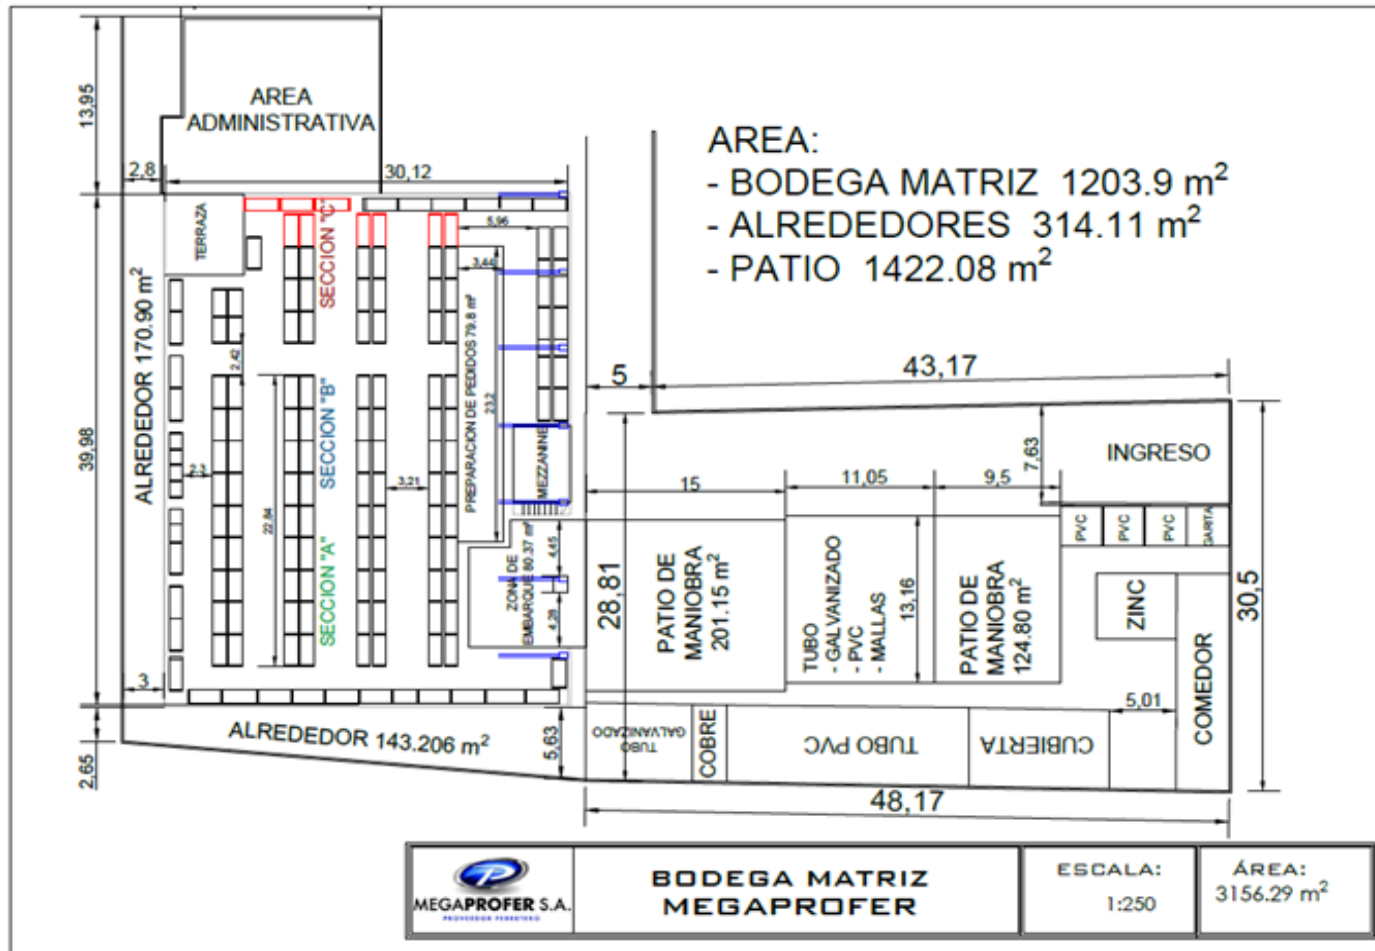 AREA
ADMINISTRATIVA
13,95
2,8
30,12
AREA:
- BODEGA MATRIZ 1203.9 m²
- ALREDEDORES 314.11 m²
- PATIO 1422.08 m²
TERRAZA
SECCION "C"
5,96
3,44
ALREDEDOR 170.90 m²
39,98
2,42
PREPARACION DE PEDIDOS 79.8 m²
23,2
SECCION "B"
3,21
22,84
SECCION "A"
MEZZANINE
ZONA DE
EMBARQUE 80.37 m²
4,45
4,28
5
43,17
28,81
15
11,05
9,5
7,63
INGRESO
PVC
PVC
PVC
GARITA
PATIO DE
MANIOBRA
201.15 m²
TUBO
- GALVANIZADO
- PVC
- MALLAS
13,16
PATIO DE
MANIOBRA
124.80 m²
ZINC
COMEDOR
30,5
5,01
3
2,65
ALREDEDOR 143.206 m²
5,63
TUBO
GALVANIZADO
COBRE
TUBO PVC
CUBIERTA
48,17
MEGAPROFER S.A.
PROVEEDOR FERRETERO
BODEGA MATRIZ
MEGAPROFER
ESCALA:
1:250
ÁREA:
3156.29 m²